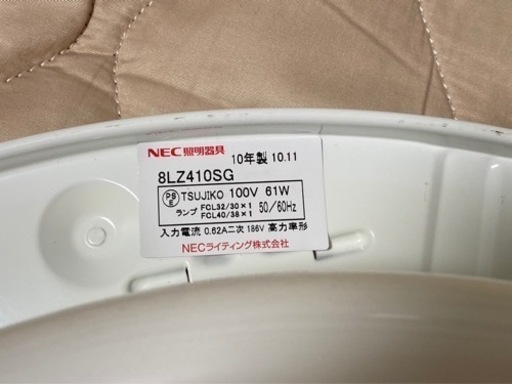 NEC 照明器具 10年製 10.11
8LZ410SG
PS E TSUJIKO 100V 61W
ランプ FCL32/30×1 50/60Hz
FCL40/38×1
入力電流 0.62A二次 186V 高力率形
NECライティング株式会社